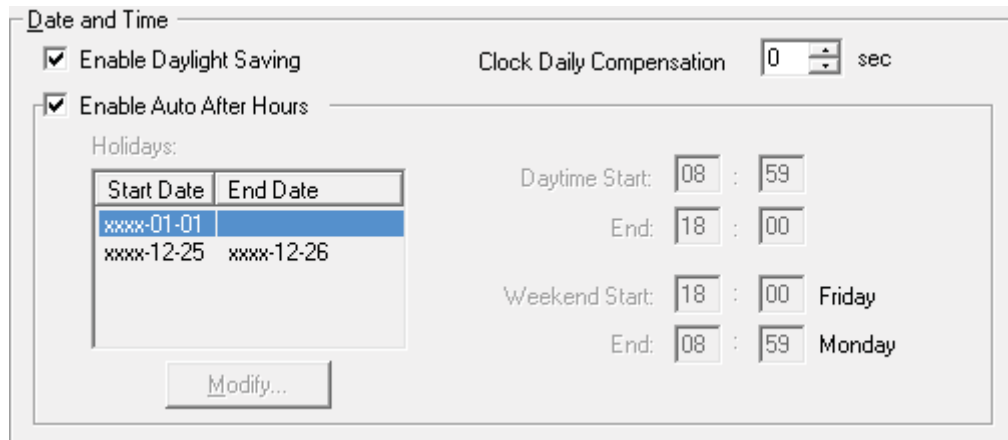 Date and Time
Enable Daylight Saving
Clock Daily Compensation 0 sec
Enable Auto After Hours
Holidays:
Start Date End Date
xxxx-01-01
xxxx-12-25 xxxx-12-26
Modify...
Daytime Start: 08 : 59
End: 18 : 00
Weekend Start: 18 : 00 Friday
End: 08 : 59 Monday